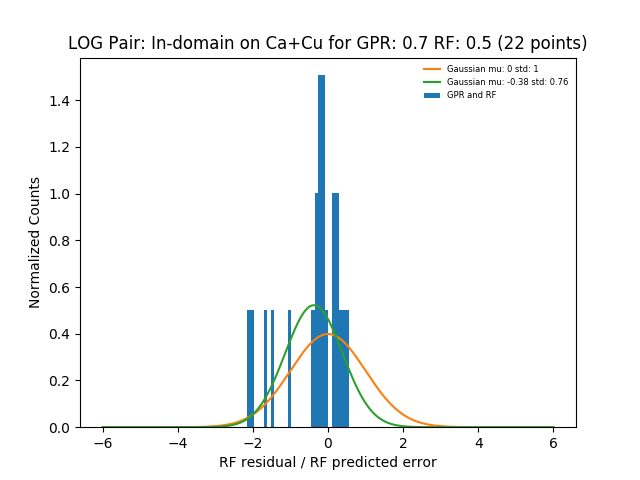 LOG Pair: In-domain on Ca+Cu for GPR: 0.7 RF: 0.5 (22 points)
Gaussian mu: 0 std: 1
Gaussian mu: -0.38 std: 0.76
GPR and RF
Normalized Counts
1.4
1.2
1.0
0.8
0.6
0.4
0.2
0.0
−6 −4 −2 0 2 4 6
RF residual / RF predicted error